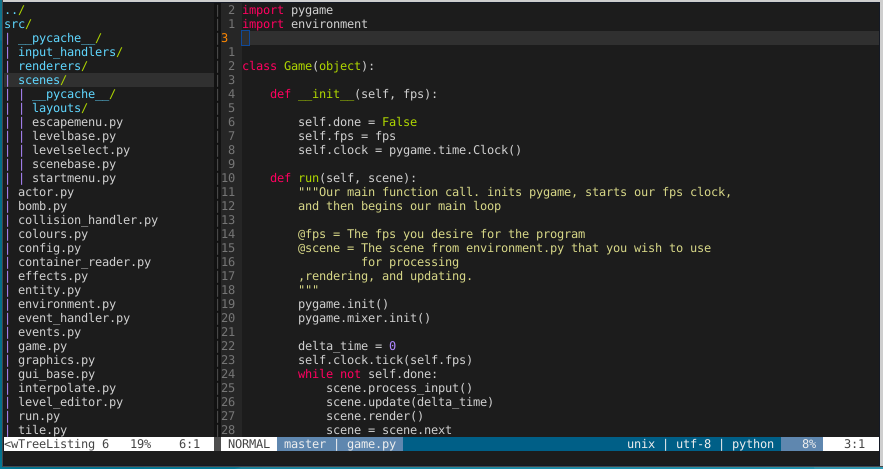 ../
src/
| __pycache__/
| input_handlers/
| renderers/
| scenes/
| | __pycache__/
| | layouts/
| | escapemenu.py
| | levelbase.py
| | levelselect.py
| | scenebase.py
| | startmenu.py
| actor.py
| bomb.py
| collision_handler.py
| colours.py
| config.py
| container_reader.py
| effects.py
| entity.py
| environment.py
| event_handler.py
| events.py
| game.py
| graphics.py
| gui_base.py
| interpolate.py
| level_editor.py
| run.py
| tile.py
<wTreeListing 6 19% 6:1
2 import pygame
1 import environment
3
1
2 class Game(object):
3
4     def __init__(self, fps):
5
6         self.done = False
7         self.fps = fps
8         self.clock = pygame.time.Clock()
9
10     def run(self, scene):
11         """Our main function call. inits pygame, starts our fps clock,
12         and then begins our main loop
13
14         @fps = The fps you desire for the program
15         @scene = The scene from environment.py that you wish to use
16                  for processing
17         ,rendering, and updating.
18         """
19         pygame.init()
20         pygame.mixer.init()
21
22         delta_time = 0
23         self.clock.tick(self.fps)
24         while not self.done:
25             scene.process_input()
26             scene.update(delta_time)
27             scene.render()
28             scene = scene.next
NORMAL master | game.py unix | utf-8 | python 8% 3:1